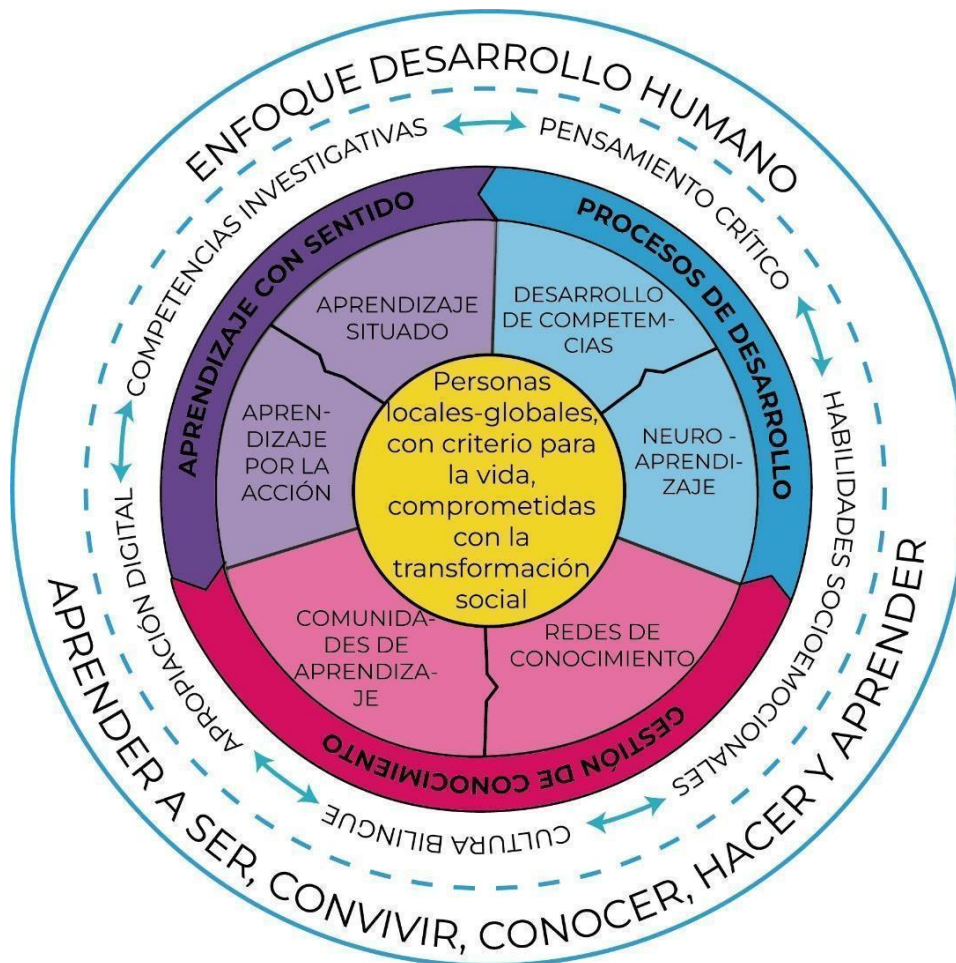 ENFOQUE DESARROLLO HUMANO
COMPETENCIAS INVESTIGATIVAS
PENSAMIENTO CRÍTICO
HABILIDADES SOCIOEMOCIONALES
CULTURA BILINGUE
APROPIACIÓN DIGITAL
APRENDIZAJE CON SENTIDO
PROCESOS DE DESARROLLO
GESTIÓN DE CONOCIMIENTO
APRENDIZAJE
SITUADO
DESARROLLO
DE COMPETEM-
CIAS
NEURO -
APRENDI-
ZAJE
REDES DE
CONOCIMIENTO
COMUNIDA-
DES DE
APRENDIZA-
JE
APREN-
DIZAJE
POR LA
ACCIÓN
Personas
locales-globales,
con criterio para
la vida,
comprometidas
con la
transformación
social
APRENDER A SER, CONVIVIR, CONOCER, HACER Y APRENDER